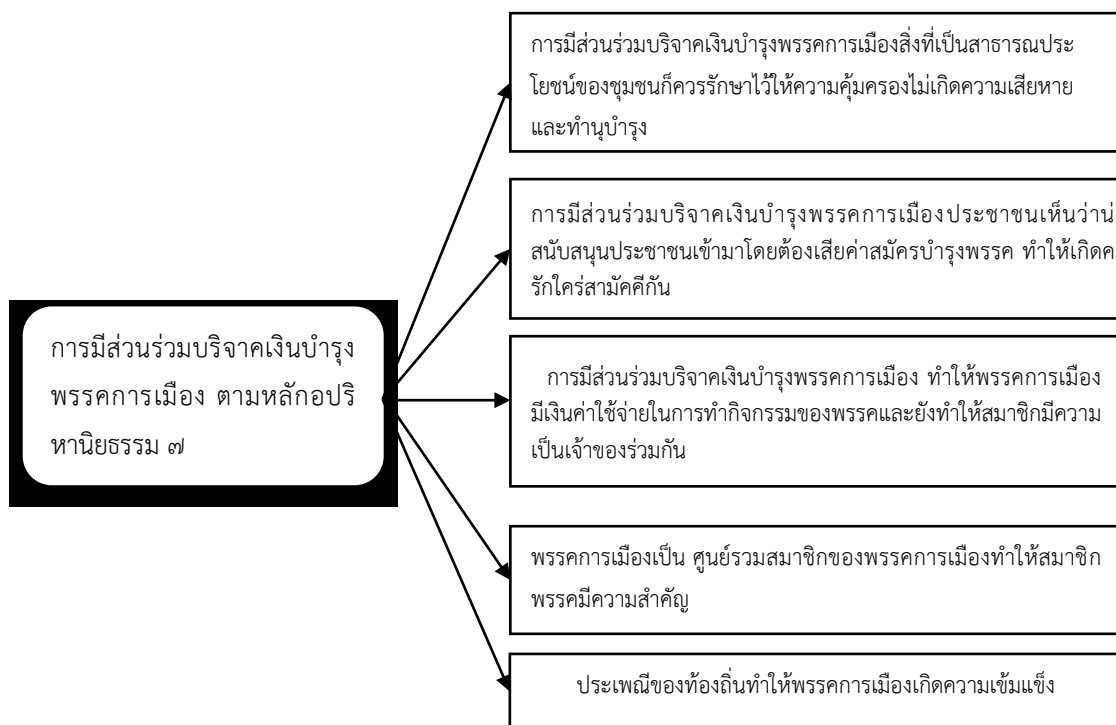 การมีส่วนร่วมบริจาคเงินบำรุงพรรคการเมืองสิ่งที่เป็นสาธารณประ
โยชน์ของชุมชนก็ควรรักษาไว้ให้ความคุ้มครองไม่เกิดความเสียหาย
และทำนุบำรุง
การมีส่วนร่วมบริจาคเงินบำรุงพรรคการเมืองประชาชนเห็นว่าน่
สนับสนุนประชาชนเข้ามาโดยต้องเสียค่าสมัครบำรุงพรรค ทำให้เกิดค
รักใคร่สามัคคีกัน
การมีส่วนร่วมบริจาคเงินบำรุง
พรรคการเมือง ตามหลักอปริ
หานิยธรรม ๗
การมีส่วนร่วมบริจาคเงินบำรุงพรรคการเมือง ทำให้พรรคการเมือง
มีเงินค่าใช้จ่ายในการทำกิจกรรมของพรรคและยังทำให้สมาชิกมีความ
เป็นเจ้าของร่วมกัน
พรรคการเมืองเป็น ศูนย์รวมสมาชิกของพรรคการเมืองทำให้สมาชิก
พรรคมีความสำคัญ
ประเพณีของท้องถิ่นทำให้พรรคการเมืองเกิดความเข้มแข็ง